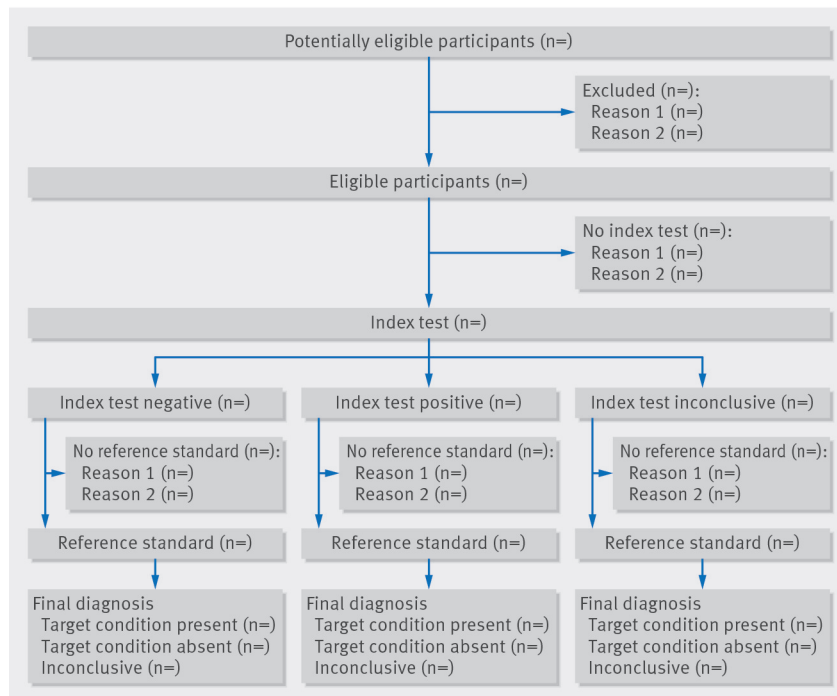 Potentially eligible participants (n=)
Excluded (n=):
Reason 1 (n=)
Reason 2 (n=)
Eligible participants (n=)
No index test (n=):
Reason 1 (n=)
Reason 2 (n=)
Index test (n=)
Index test negative (n=)
No reference standard (n=):
Reason 1 (n=)
Reason 2 (n=)
Reference standard (n=)
Final diagnosis
Target condition present (n=)
Target condition absent (n=)
Inconclusive (n=)
Index test positive (n=)
No reference standard (n=):
Reason 1 (n=)
Reason 2 (n=)
Reference standard (n=)
Final diagnosis
Target condition present (n=)
Target condition absent (n=)
Inconclusive (n=)
Index test inconclusive (n=)
No reference standard (n=):
Reason 1 (n=)
Reason 2 (n=)
Reference standard (n=)
Final diagnosis
Target condition present (n=)
Target condition absent (n=)
Inconclusive (n=)